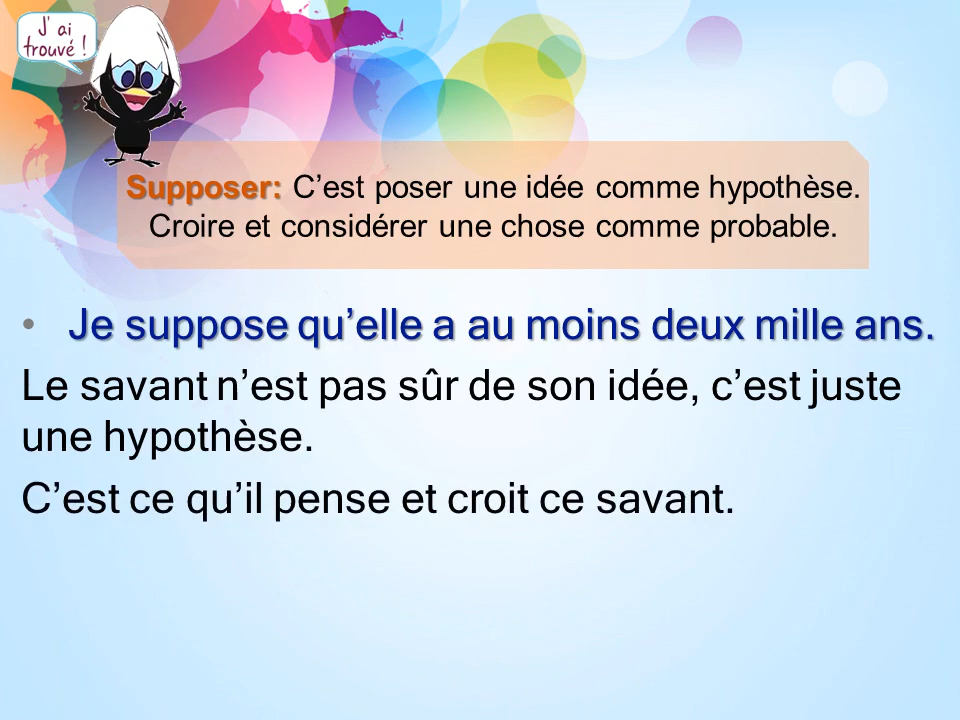 J' ai
trouvé !
Supposer: C’est poser une idée comme hypothèse.
Croire et considérer une chose comme probable.
• Je suppose qu’elle a au moins deux mille ans.
Le savant n’est pas sûr de son idée, c’est juste
une hypothèse.
C’est ce qu’il pense et croit ce savant.